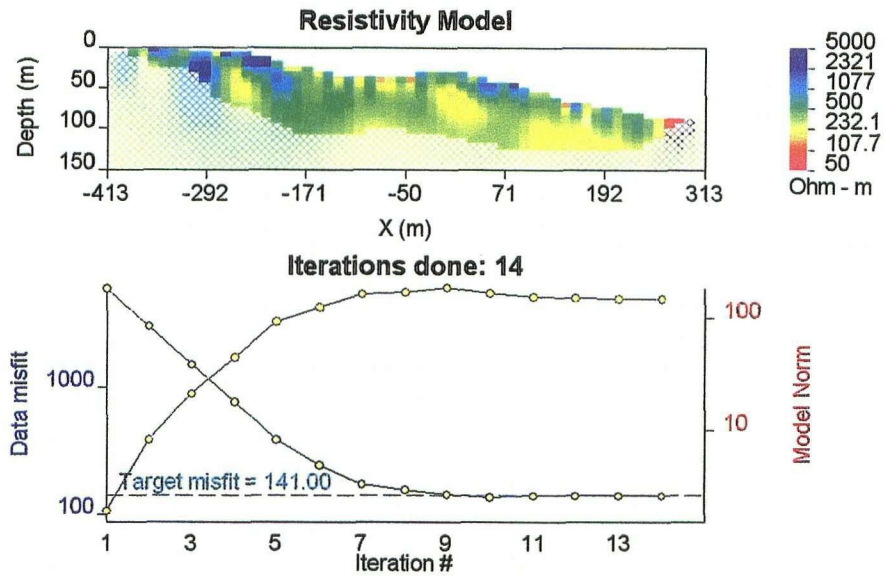 Resistivity Model
Depth (m)
0
50
100
150
-413 -292 -171 -50 71 192 313
X (m)
5000
2321
1077
500
232.1
107.7
50
Ohm - m
Iterations done: 14
Data misfit
1000
100
Target misfit = 141.00
100
10
Model Norm
1 3 5 7 9 11 13
Iteration #